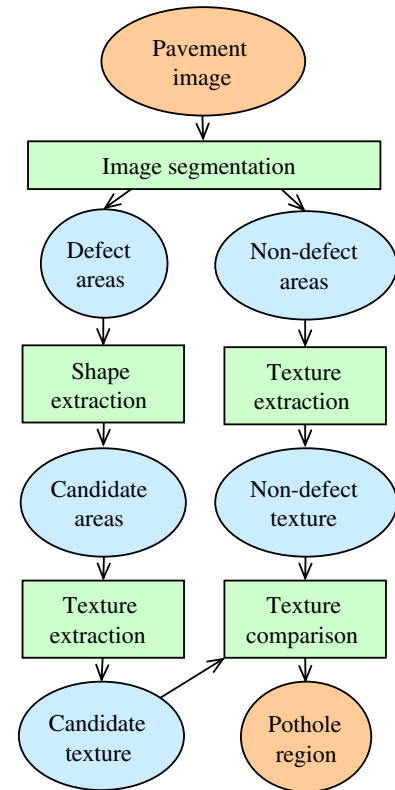 Pavement
image
Image segmentation
Defect
areas
Non-defect
areas
Shape
extraction
Texture
extraction
Candidate
areas
Non-defect
texture
Texture
extraction
Texture
comparison
Candidate
texture
Pothole
region